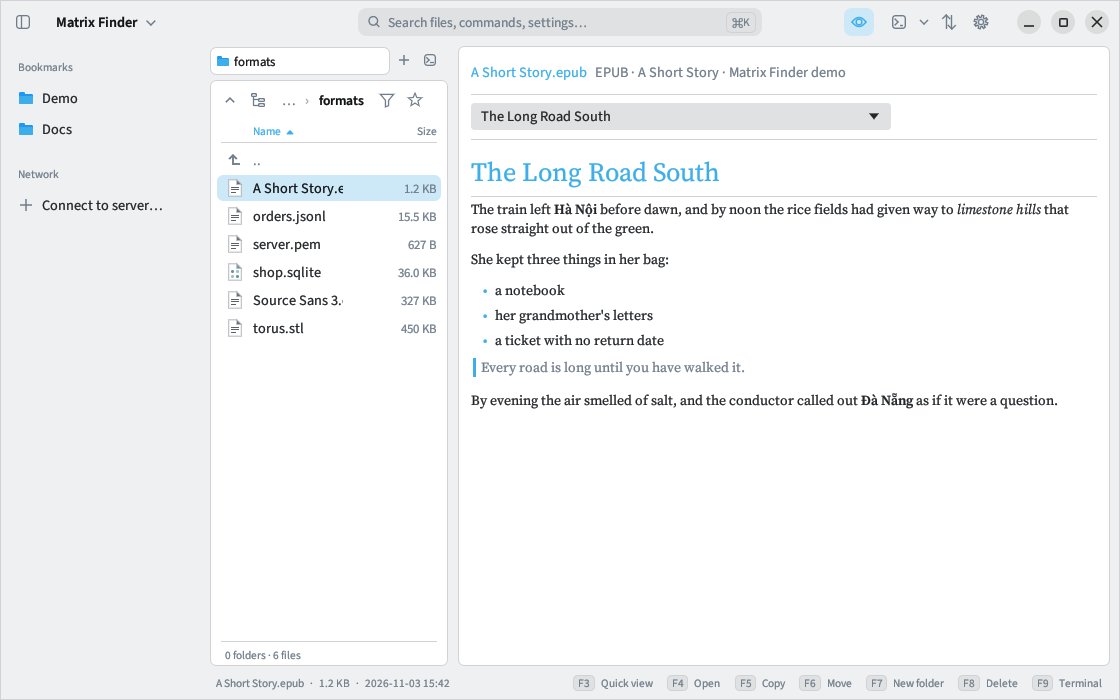 Matrix Finder
Search files, commands, settings…
⌘K
Bookmarks
Demo
Docs
Network
Connect to server…
formats
… › formats
Name Size
..
A Short Story.e 1.2 KB
orders.jsonl 15.5 KB
server.pem 627 B
shop.sqlite 36.0 KB
Source Sans 3. 327 KB
torus.stl 450 KB
0 folders · 6 files
A Short Story.epub EPUB · A Short Story · Matrix Finder demo
The Long Road South
The Long Road South
The train left Hà Nội before dawn, and by noon the rice fields had given way to limestone hills that
rose straight out of the green.
She kept three things in her bag:
• a notebook
• her grandmother's letters
• a ticket with no return date
Every road is long until you have walked it.
By evening the air smelled of salt, and the conductor called out Đà Nẵng as if it were a question.
A Short Story.epub · 1.2 KB · 2026-11-03 15:42
F3 Quick view F4 Open F5 Copy F6 Move F7 New folder F8 Delete F9 Terminal